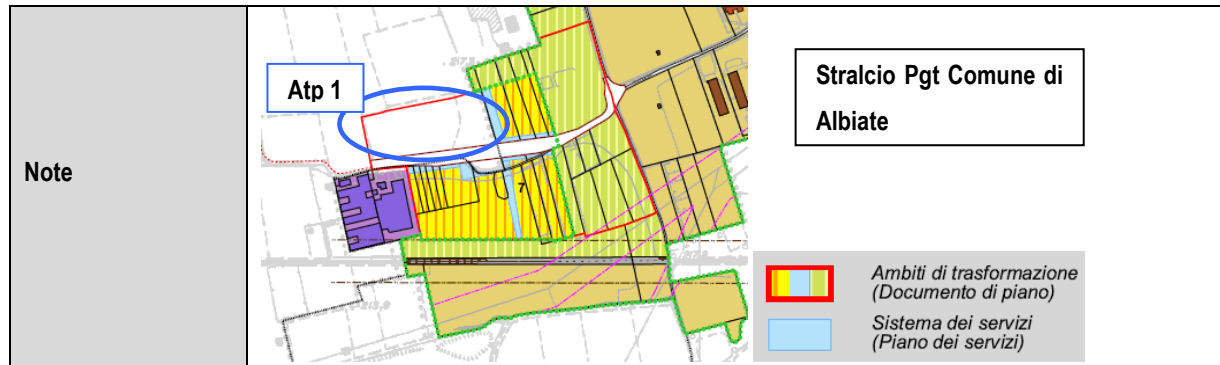 Note
Atp 1
7
Stralcio Pgt Comune di
Albiate
Ambiti di trasformazione
(Documento di piano)
Sistema dei servizi
(Piano dei servizi)